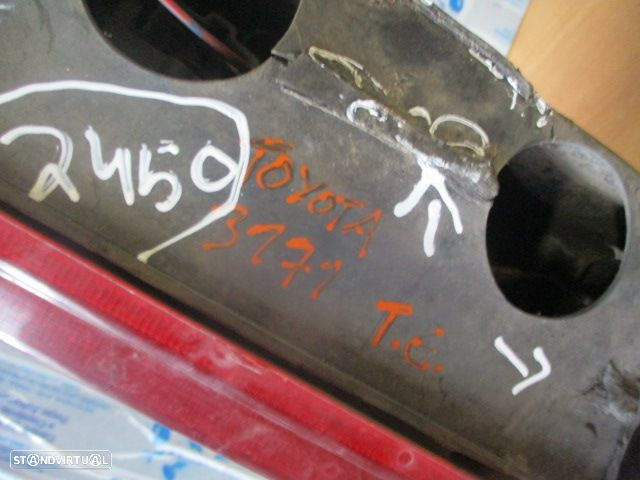 2450
TOYOTA
3171
T.C.
STANDVIRTUAL